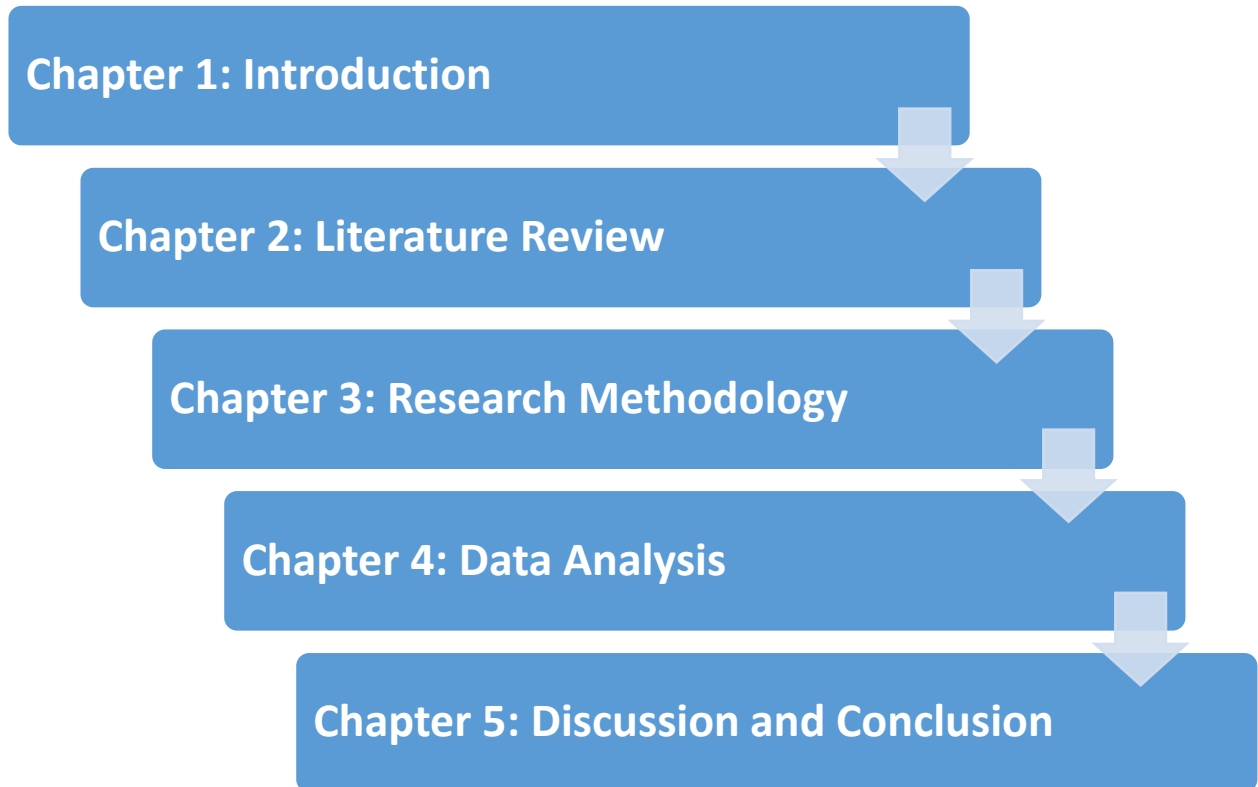 Chapter 1: Introduction
Chapter 2: Literature Review
Chapter 3: Research Methodology
Chapter 4: Data Analysis
Chapter 5: Discussion and Conclusion